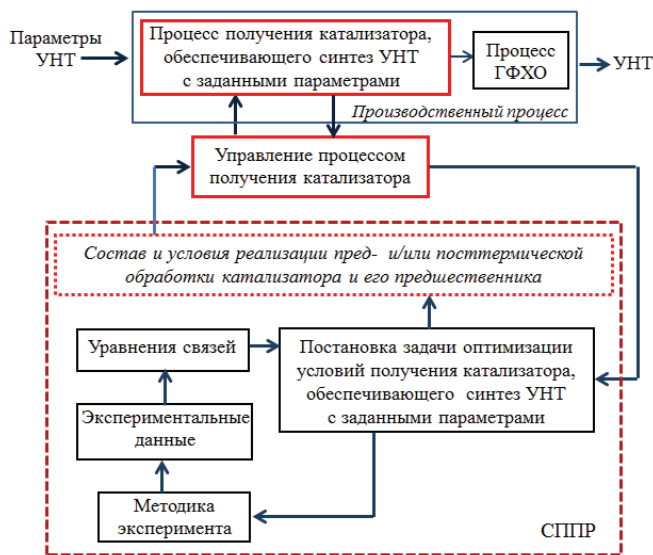 Параметры
УНТ
Процесс получения катализатора,
обеспечивающего синтез УНТ
с заданными параметрами
Процесс
ГФХО
УНТ
Производственный процесс
Управление процессом
получения катализатора
Состав и условия реализации пред- и/или посттермической
обработки катализатора и его предшественника
Уравнения связей
Постановка задачи оптимизации
условий получения катализатора,
обеспечивающего синтез УНТ
с заданными параметрами
Экспериментальные
данные
Методика
эксперимента
СППР